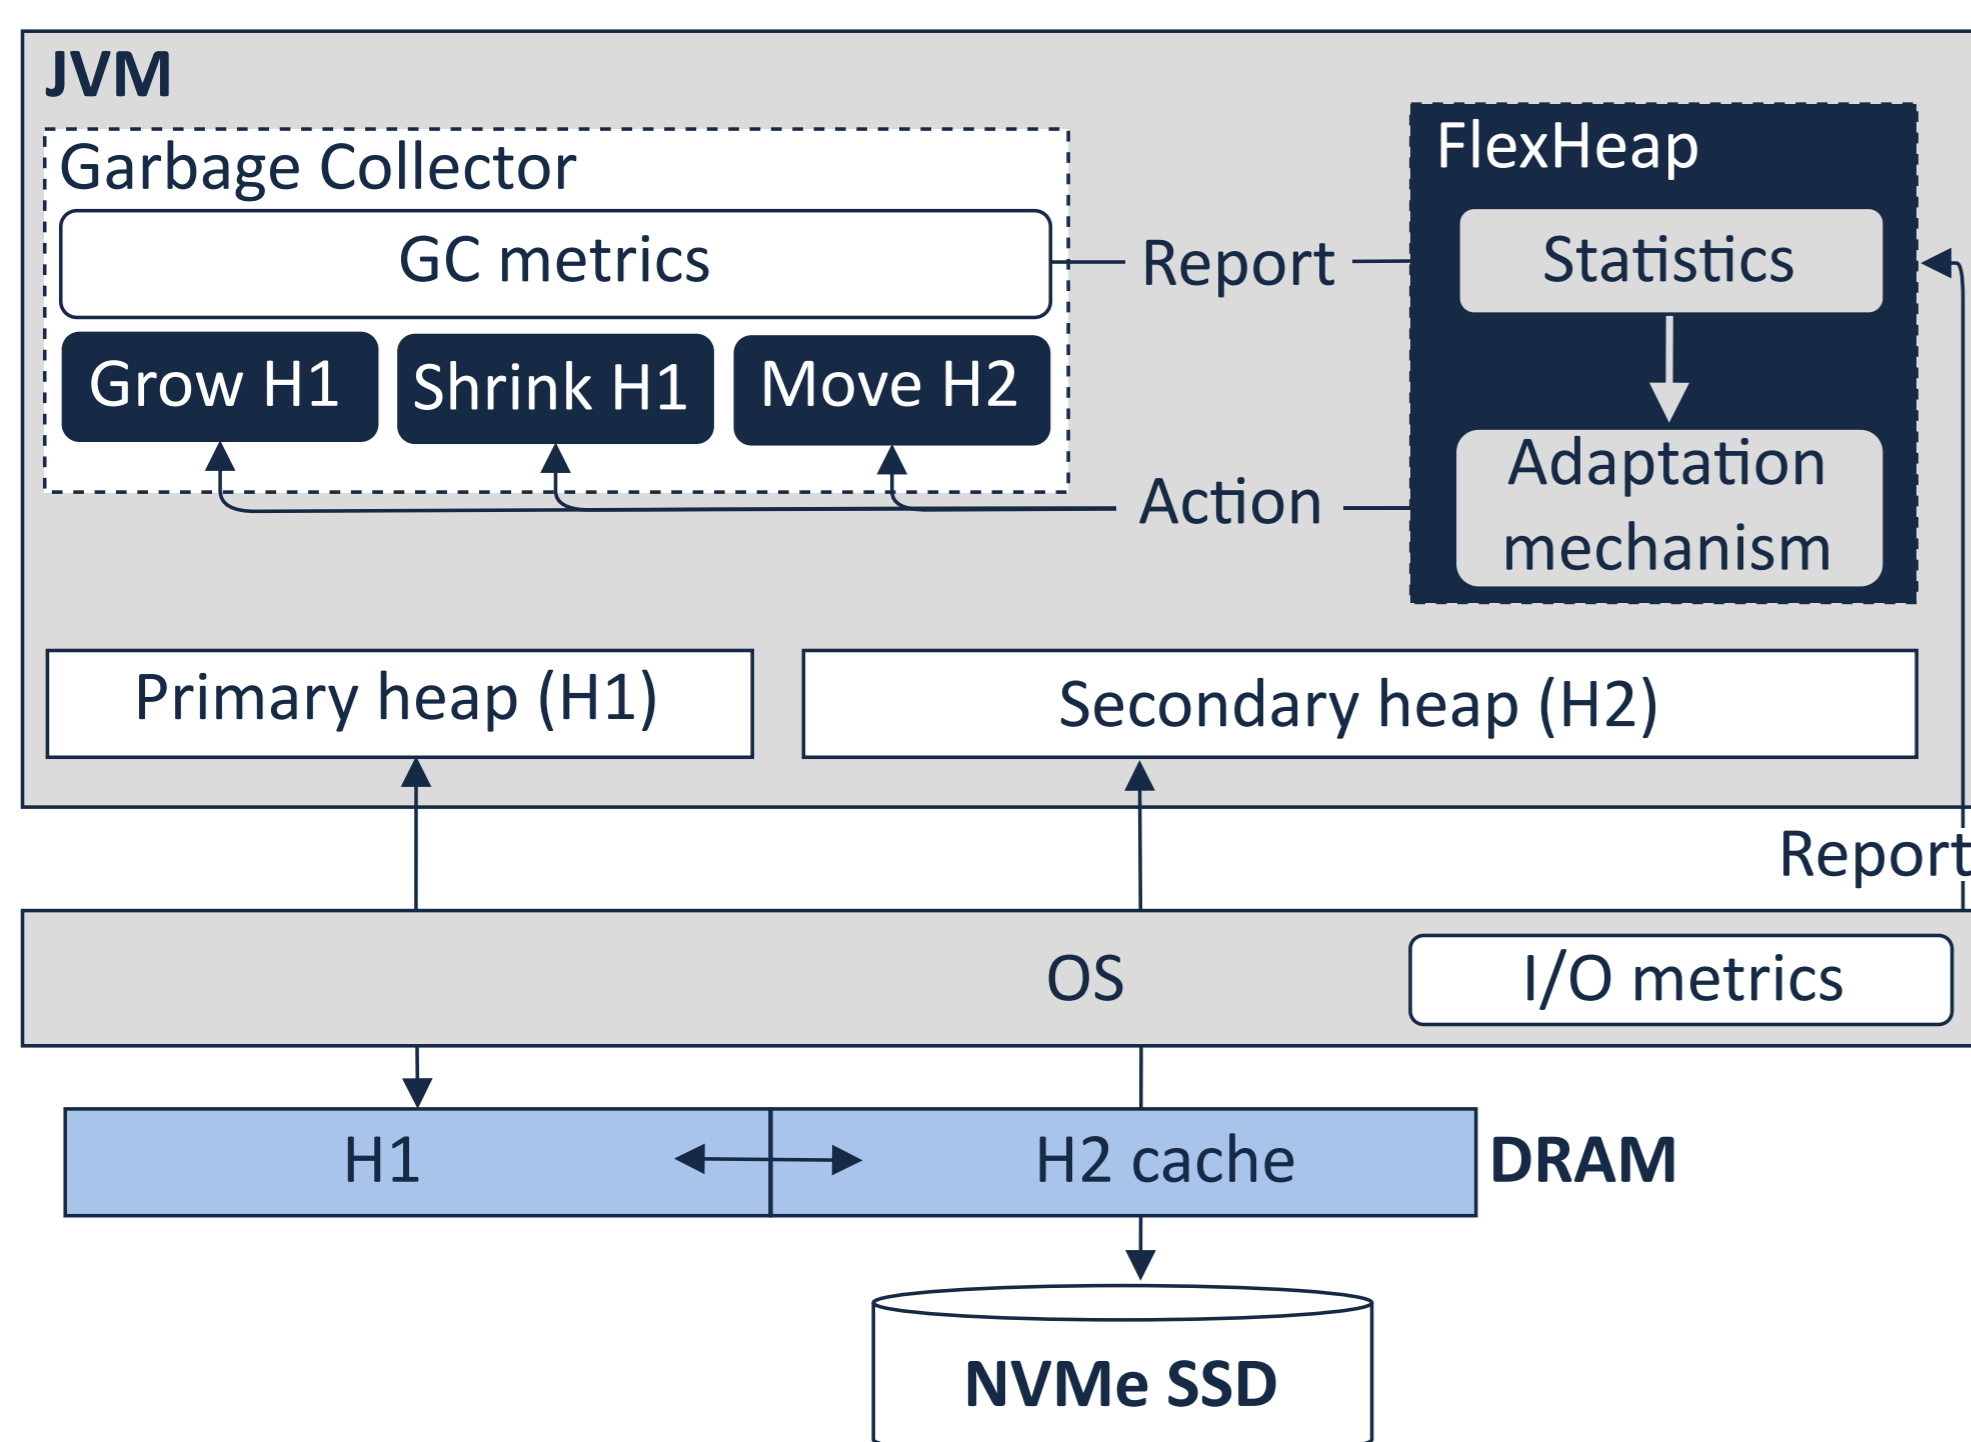 JVM
Garbage Collector
GC metrics
Grow H1
Shrink H1
Move H2
Report
Action
FlexHeap
Statistics
Adaptation
mechanism
Primary heap (H1)
Secondary heap (H2)
Report
OS
I/O metrics
H1
H2 cache
DRAM
NVMe SSD